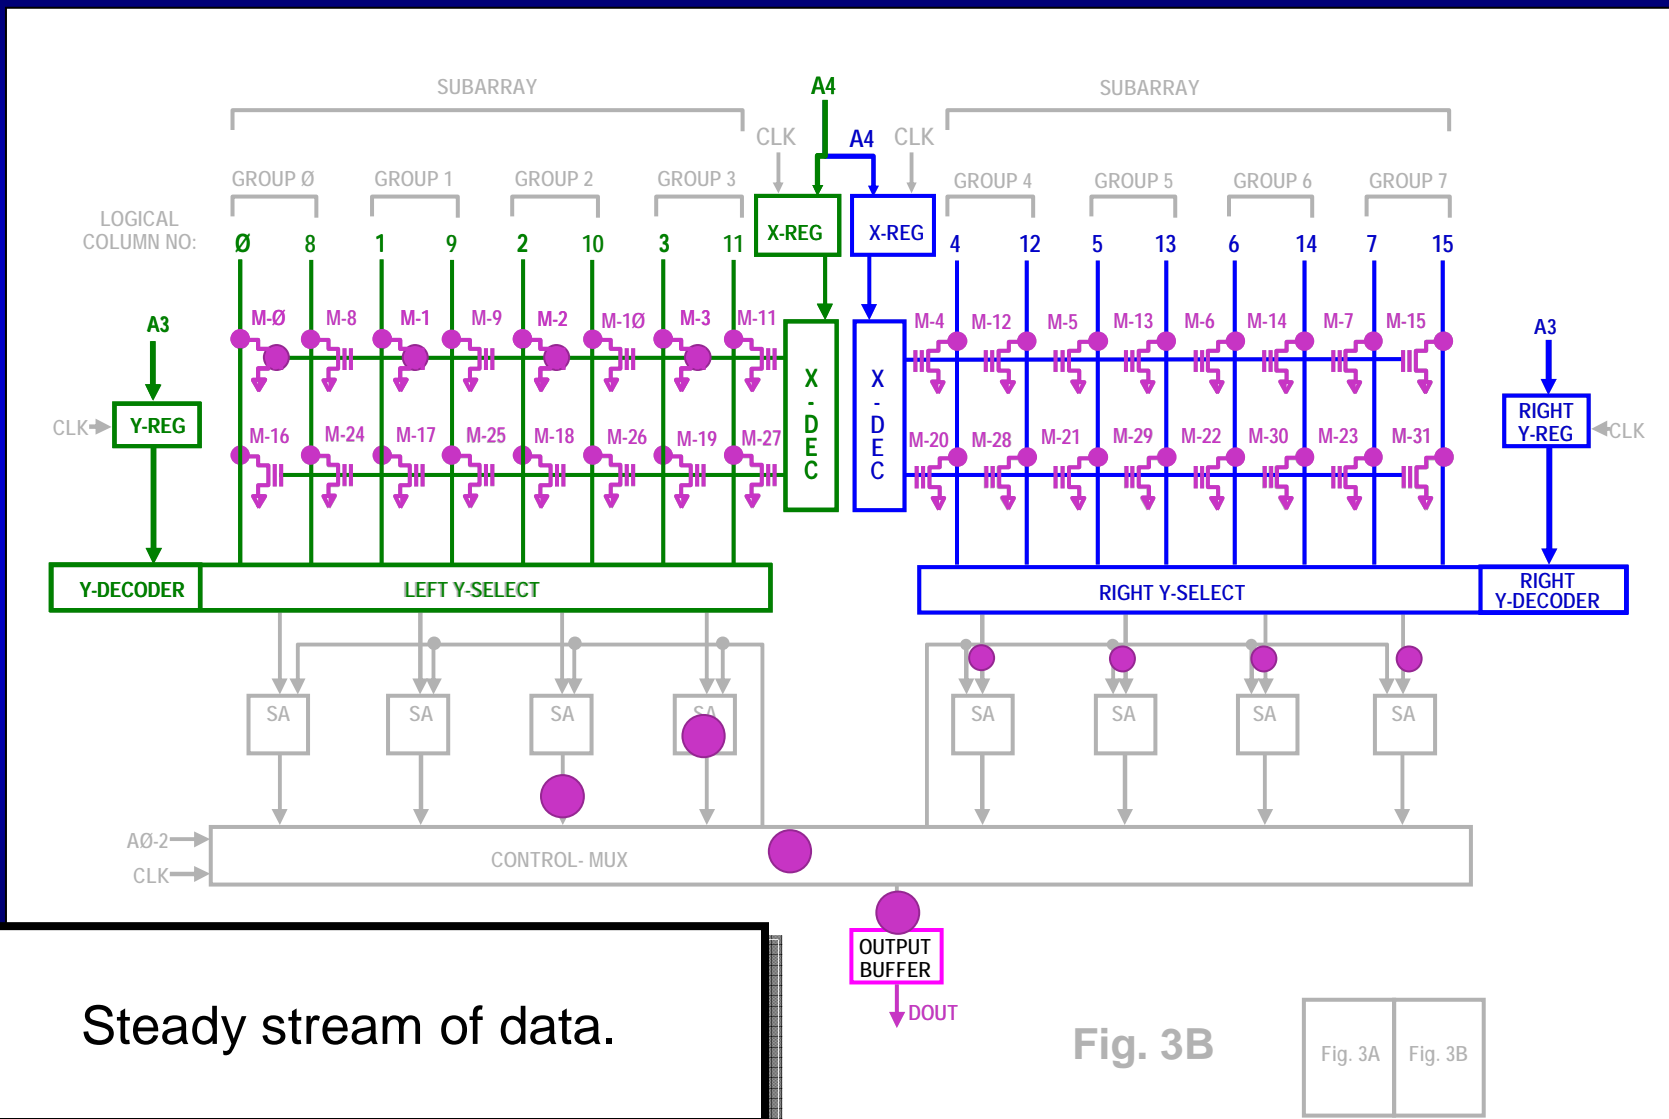 SUBARRAY A4 SUBARRAY
CLK A4 CLK
GROUP Ø GROUP 1 GROUP 2 GROUP 3 GROUP 4 GROUP 5 GROUP 6 GROUP 7
LOGICAL
COLUMN NO: Ø 8 1 9 2 10 3 11 X-REG X-REG 4 12 5 13 6 14 7 15
A3 M-Ø M-8 M-1 M-9 M-2 M-1Ø M-3 M-11 M-4 M-12 M-5 M-13 M-6 M-14 M-7 M-15 A3
X
-
D
E
C
X
-
D
E
C
CLK Y-REG RIGHT
Y-REG CLK
M-16 M-24 M-17 M-25 M-18 M-26 M-19 M-27 M-20 M-28 M-21 M-29 M-22 M-30 M-23 M-31
Y-DECODER LEFT Y-SELECT RIGHT Y-SELECT RIGHT
Y-DECODER
SA SA SA SA SA SA SA SA
AØ-2
CONTROL- MUX
CLK
OUTPUT
BUFFER
DOUT
Steady stream of data.
Fig. 3B
Fig. 3A Fig. 3B